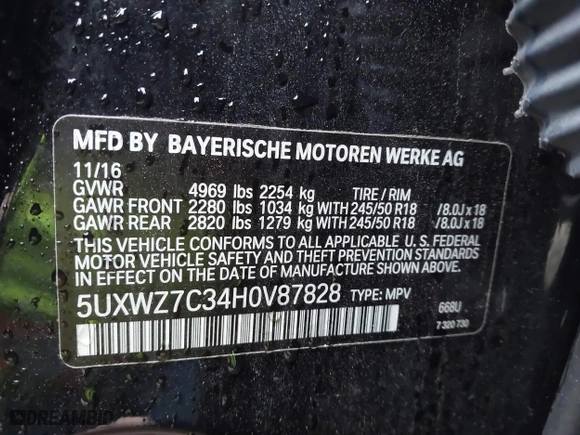 MFD BY BAYERISCHE MOTOREN WERKE AG
11/16
GVWR 4969 lbs 2254 kg TIRE / RIM
GAWR FRONT 2280 lbs 1034 kg WITH 245/50 R18 /8.0J x 18
GAWR REAR 2820 lbs 1279 kg WITH 245/50 R18 /8.0J x 18
THIS VEHICLE CONFORMS TO ALL APPLICABLE U. S. FEDERAL
MOTOR VEHICLE SAFETY AND THEFT PREVENTION STANDARDS
IN EFFECT ON THE DATE OF MANUFACTURE SHOWN ABOVE.
5UXWZ7C34H0V87828 TYPE: MPV 668U
7 320 730
DREAMBID